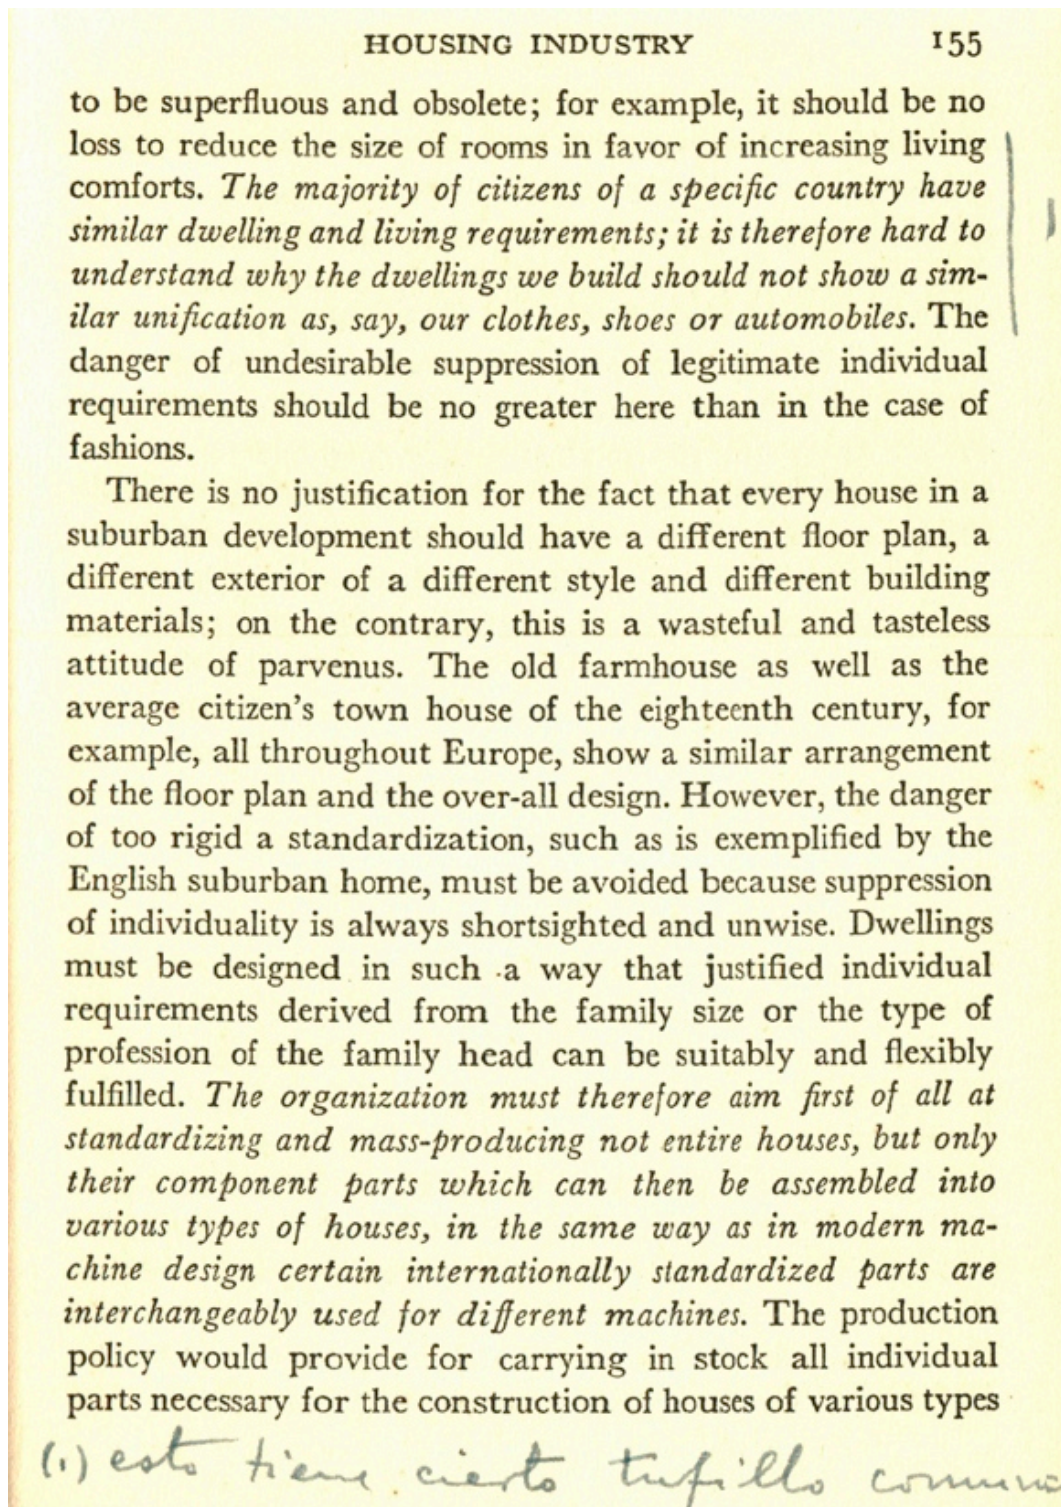 HOUSING INDUSTRY 155
to be superfluous and obsolete; for example, it should be no
loss to reduce the size of rooms in favor of increasing living
comforts. The majority of citizens of a specific country have
similar dwelling and living requirements; it is therefore hard to
understand why the dwellings we build should not show a sim-
ilar unification as, say, our clothes, shoes or automobiles. The
danger of undesirable suppression of legitimate individual
requirements should be no greater here than in the case of
fashions.
There is no justification for the fact that every house in a
suburban development should have a different floor plan, a
different exterior of a different style and different building
materials; on the contrary, this is a wasteful and tasteless
attitude of parvenus. The old farmhouse as well as the
average citizen's town house of the eighteenth century, for
example, all throughout Europe, show a similar arrangement
of the floor plan and the over-all design. However, the danger
of too rigid a standardization, such as is exemplified by the
English suburban home, must be avoided because suppression
of individuality is always shortsighted and unwise. Dwellings
must be designed in such a way that justified individual
requirements derived from the family size or the type of
profession of the family head can be suitably and flexibly
fulfilled. The organization must therefore aim first of all at
standardizing and mass-producing not entire houses, but only
their component parts which can then be assembled into
various types of houses, in the same way as in modern ma-
chine design certain internationally standardized parts are
interchangeably used for different machines. The production
policy would provide for carrying in stock all individual
parts necessary for the construction of houses of various types
(1) esto tiene cierto tufillo